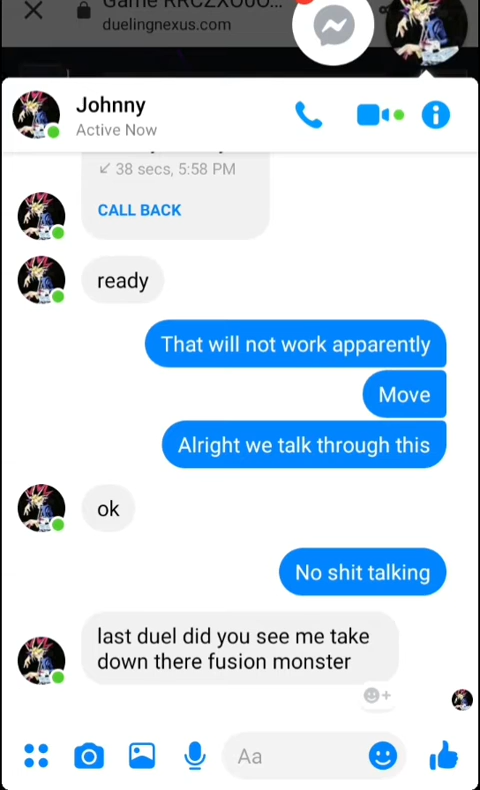 duelingnexus.com
Johnny
Active Now
38 secs, 5:58 PM
CALL BACK
ready
That will not work apparently
Move
Alright we talk through this
ok
No shit talking
last duel did you see me take
down there fusion monster
Aa